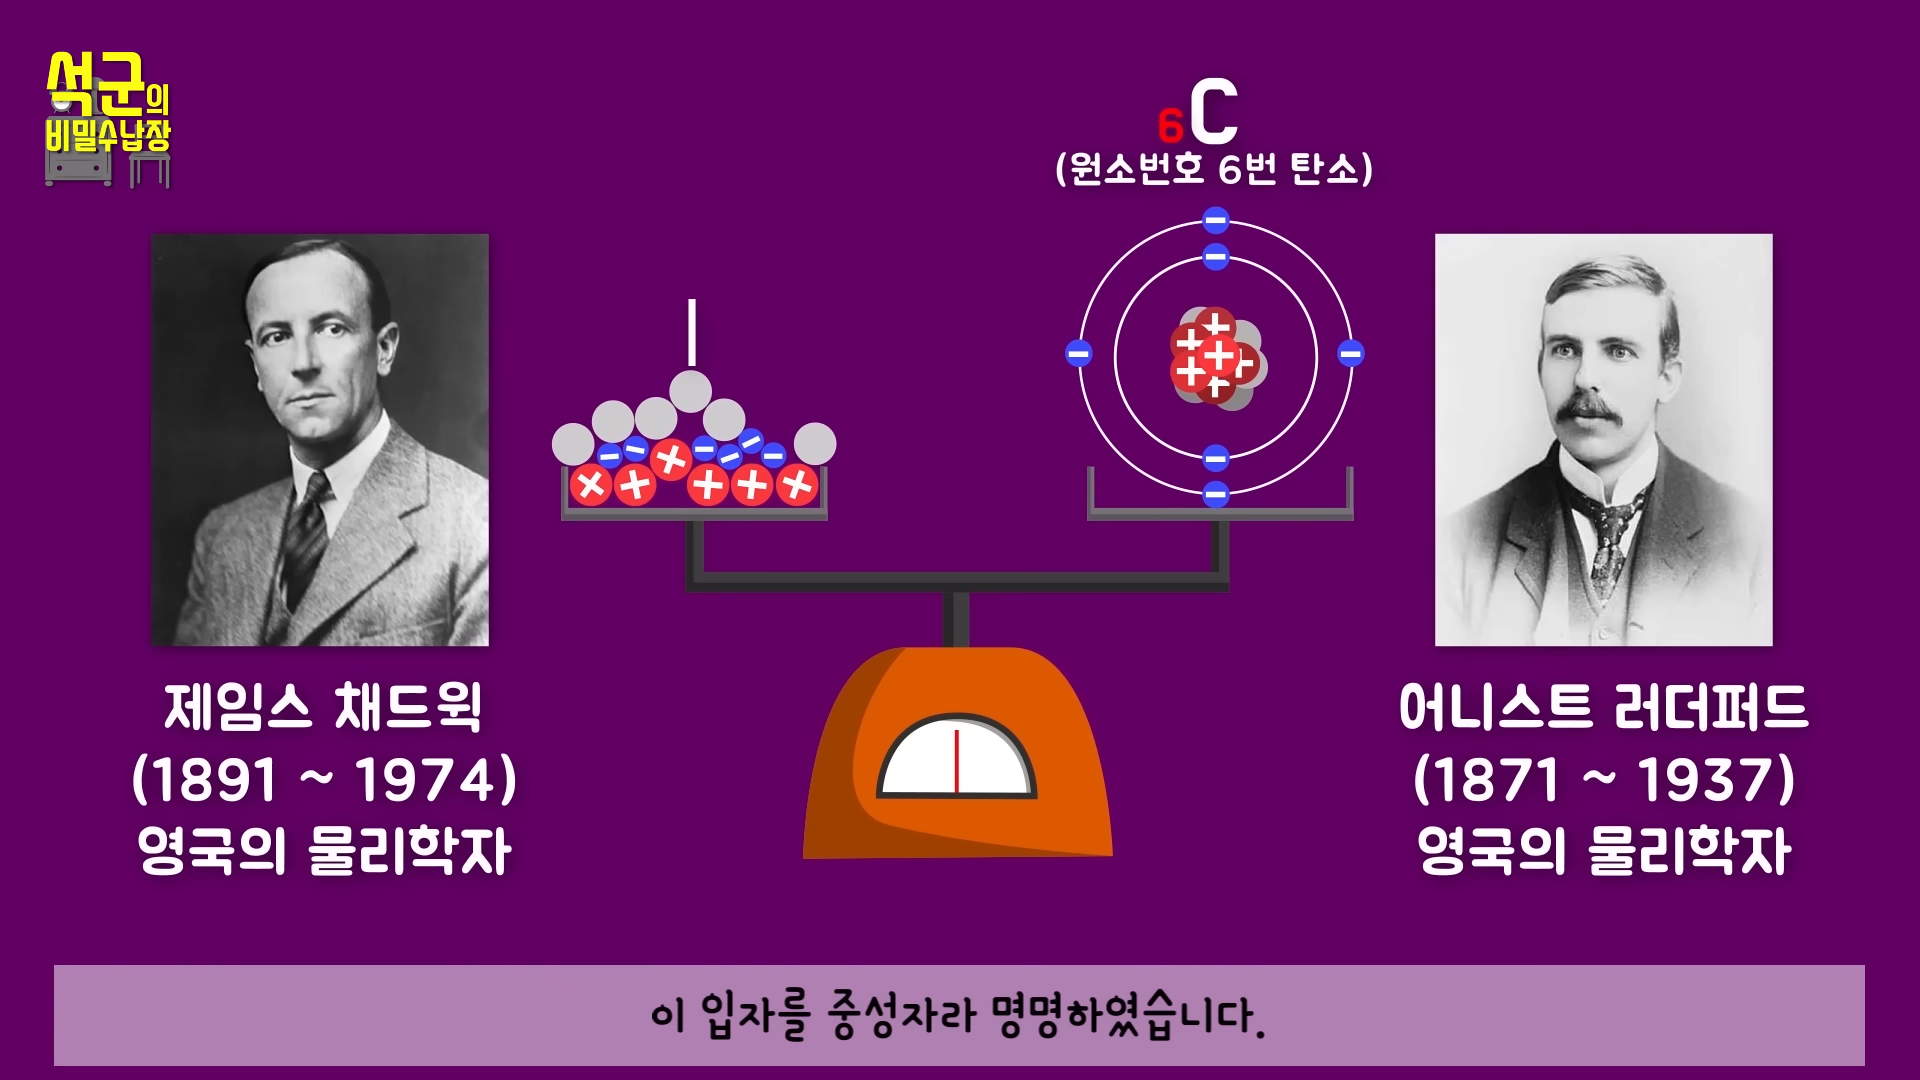 석군의
비밀수납장
6C
(원소번호 6번 탄소)
제임스 채드윅
(1891 ~ 1974)
영국의 물리학자
어니스트 러더퍼드
(1871 ~ 1937)
영국의 물리학자
이 입자를 중성자라 명명하였습니다.